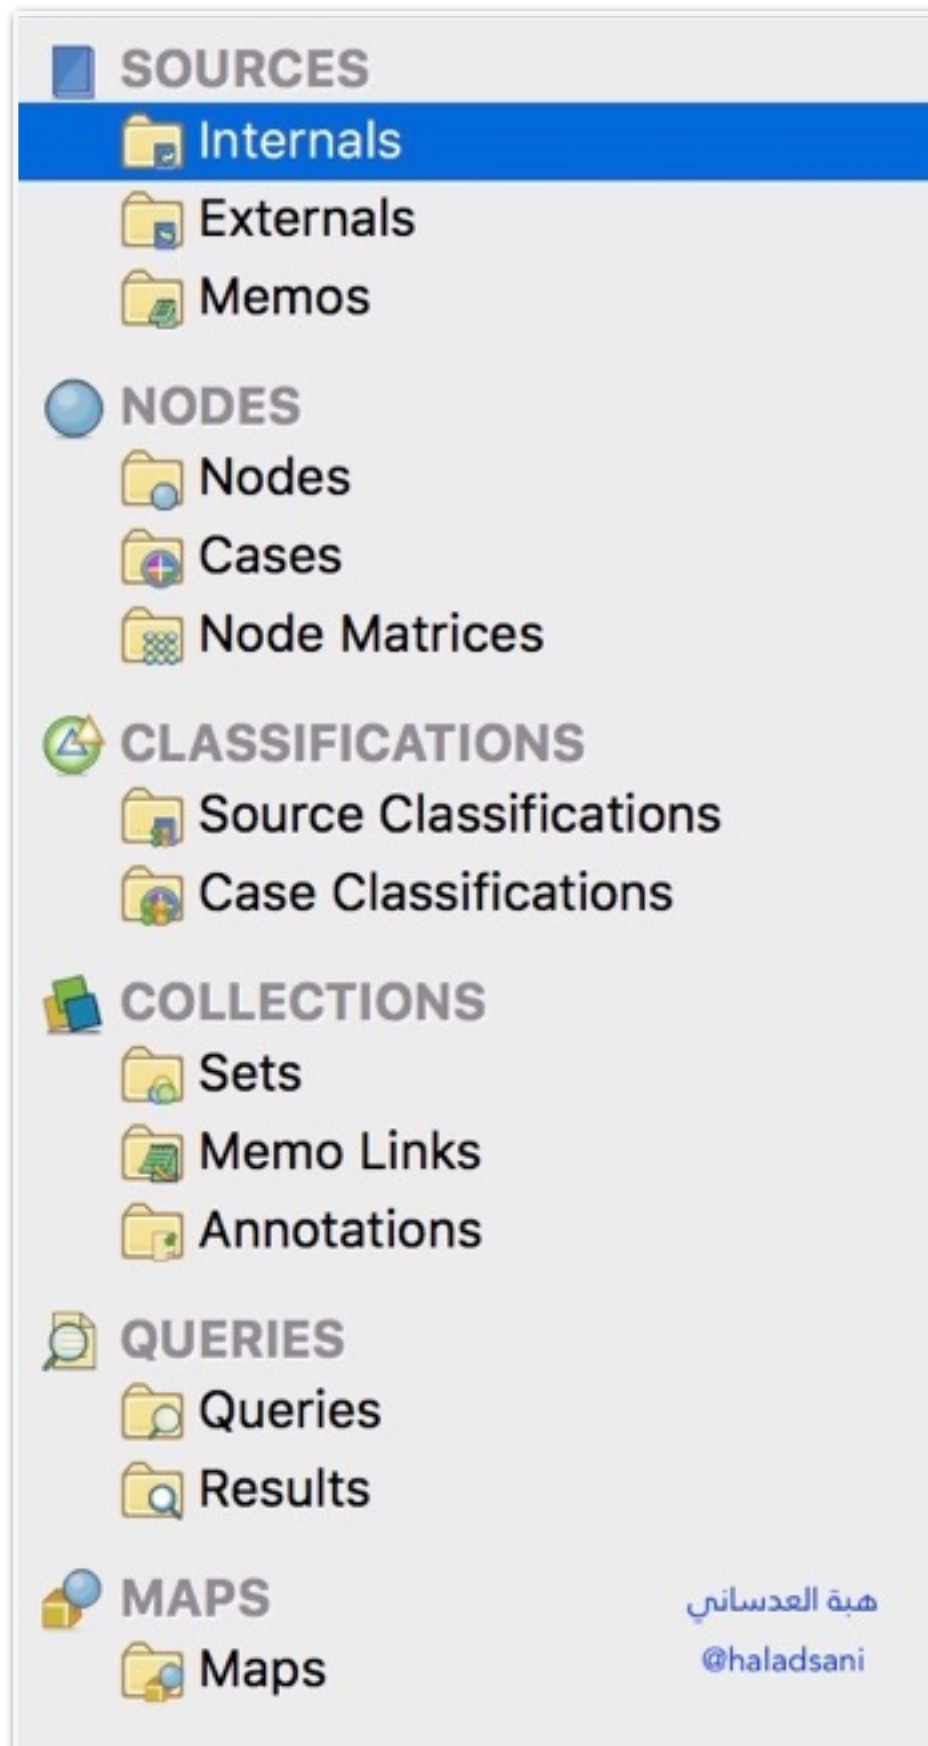 SOURCES
Internals
Externals
Memos
NODES
Nodes
Cases
Node Matrices
CLASSIFICATIONS
Source Classifications
Case Classifications
COLLECTIONS
Sets
Memo Links
Annotations
QUERIES
Queries
Results
MAPS
هبة العدساني
Maps
@haladsani